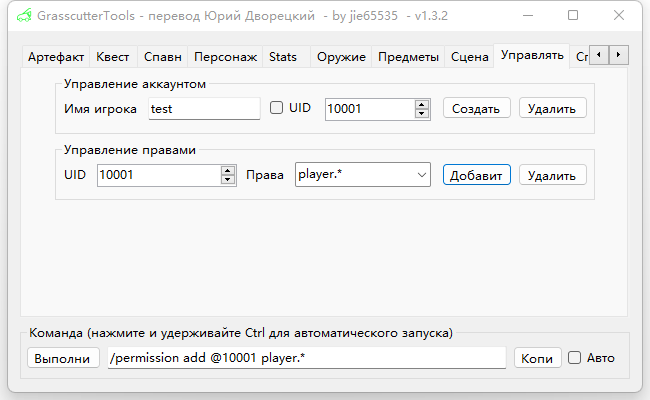 GrasscutterTools - перевод Юрий Дворецкий - by jie65535 - v1.3.2
Артефакт Квест Спавн Персонаж Stats Оружие Предметы Сцена Управлять Сп
Управление аккаунтом
Имя игрока test UID 10001 Создать Удалить
Управление правами
UID 10001 Права player.* Добавит Удалить
Команда (нажмите и удерживайте Ctrl для автоматического запуска)
Выполни /permission add @10001 player.* Копи Авто